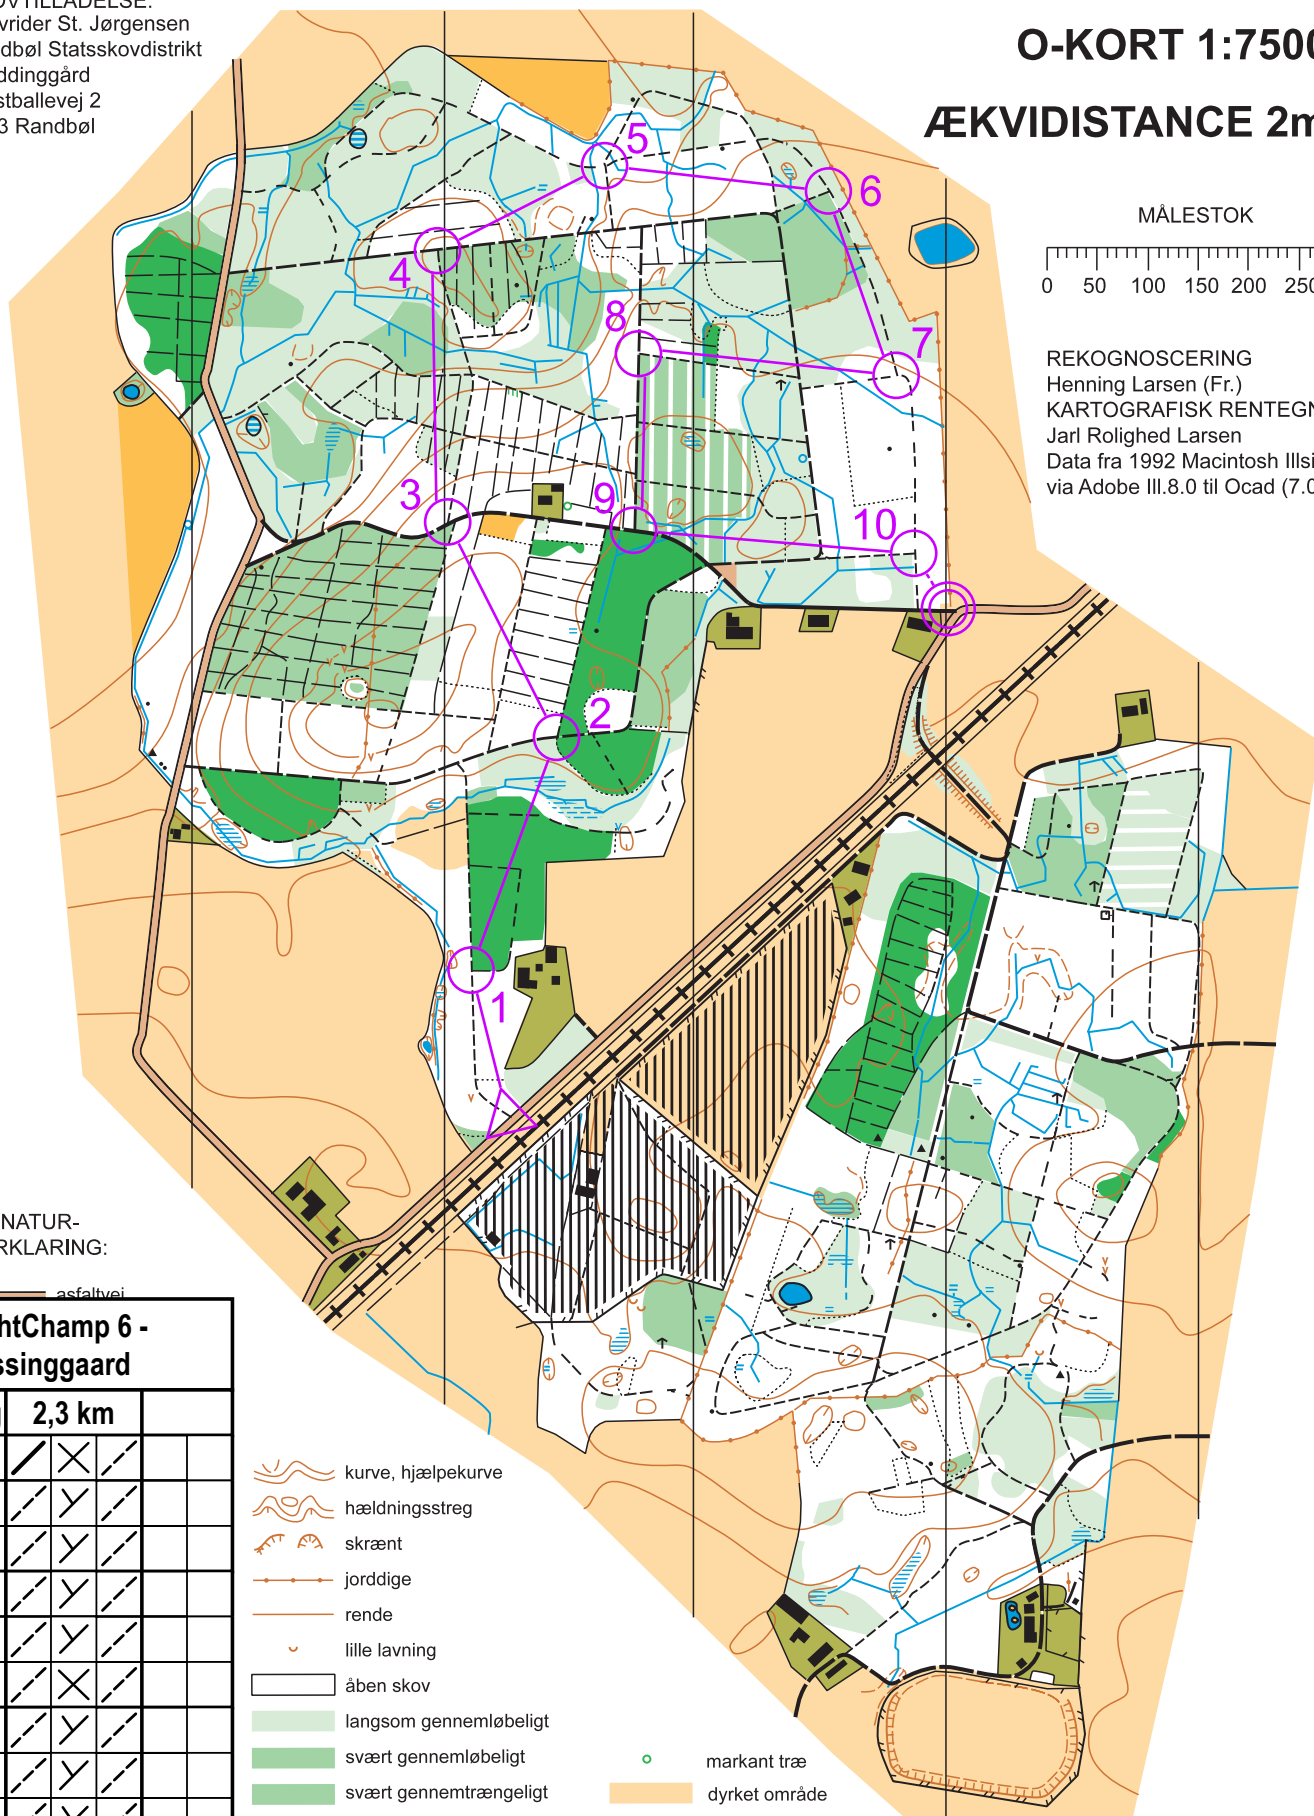 vrider St. Jørgensen
dbøl Statsskovdistrikt
ddinggård
stballevej 2
3 Randbøl
O-KORT 1:7500
ÆKVIDISTANCE 2m
MÅLESTOK
0 50 100 150 200 250
REKOGNOSCERING
Henning Larsen (Fr.)
KARTOGRAFISK RENTEGN
Jarl Rolighed Larsen
Data fra 1992 Macintosh Illsi
via Adobe Ill.8.0 til Ocad (7.0
5
6
4
8
7
3
9
10
2
1
NATUR-
RKLARING:
asfaltvej
htChamp 6 -
ssinggaard
2,3 km
kurve, hjælpekurve
hældningsstreg
skrænt
jorddige
rende
lille lavning
åben skov
langsom gennemløbeligt
svært gennemløbeligt
svært gennemtrængeligt
markant træ
dyrket område